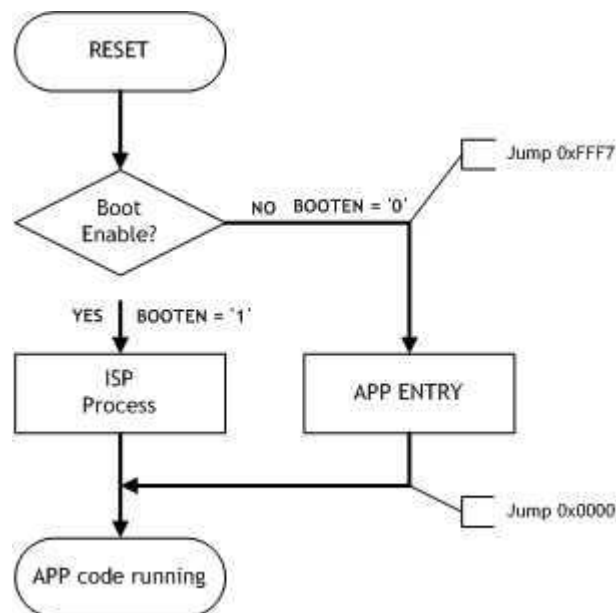 RESET
Jump 0xFFF7
Boot
Enable?
NO BOOTEN = '0'
YES BOOTEN = '1'
ISP
Process
APP ENTRY
Jump 0x0000
APP code running